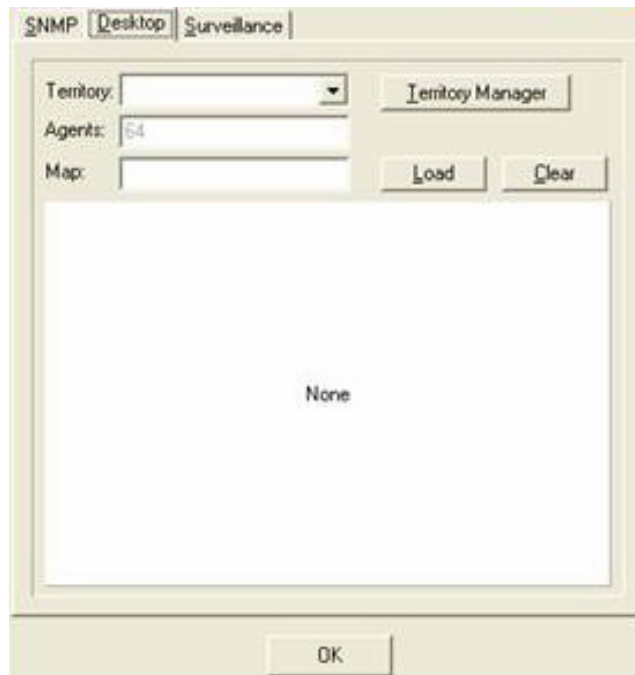 SNMP Desktop Surveillance
Territory: Territory Manager
Agents: 64
Map: Load Clear
None
OK